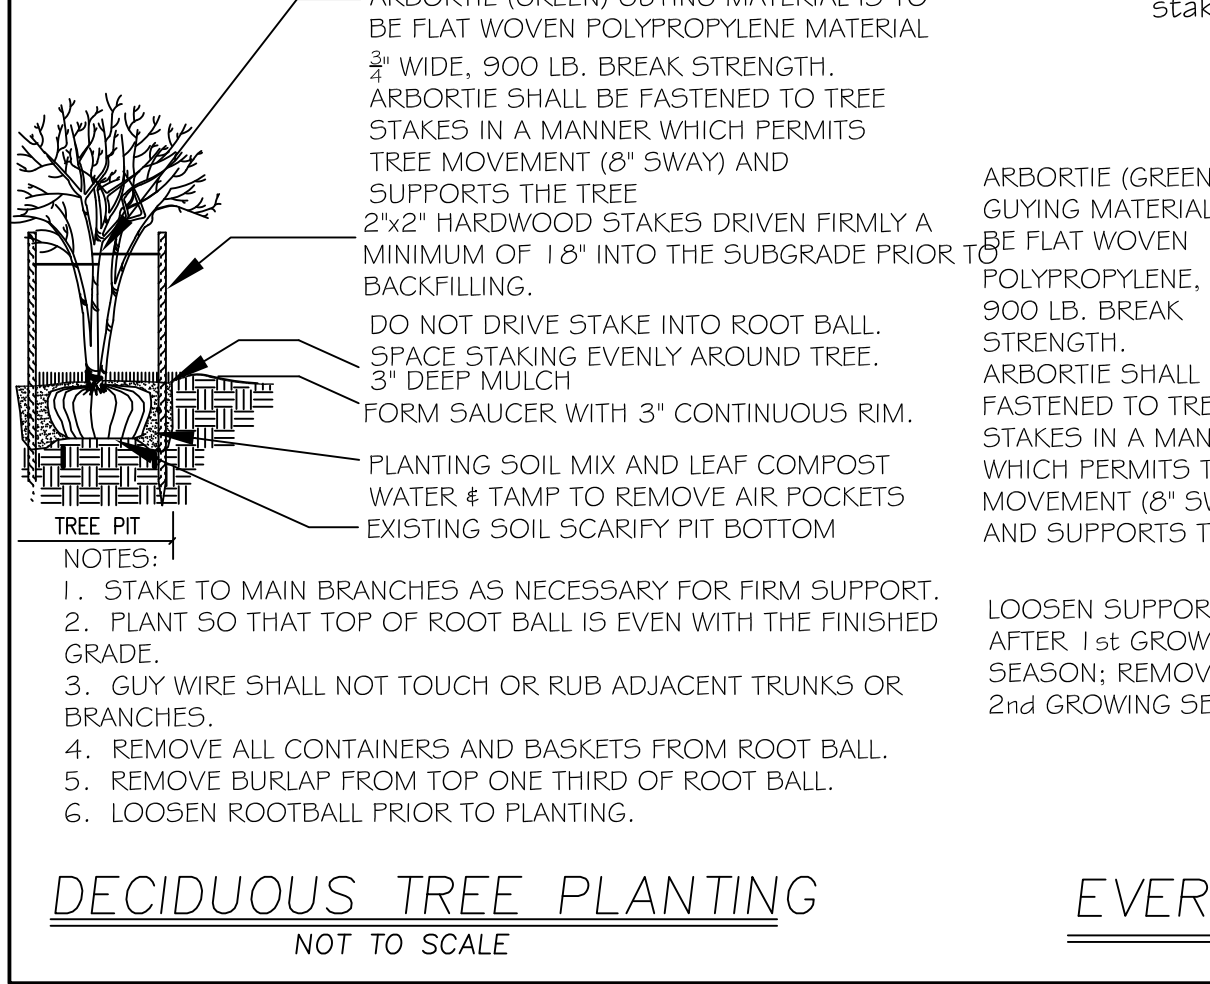 ARBORTIE (GREEN) GUYING MATERIAL IS TO
BE FLAT WOVEN POLYPROPYLENE MATERIAL
3/4" WIDE, 900 LB. BREAK STRENGTH.
ARBORTIE SHALL BE FASTENED TO TREE
STAKES IN A MANNER WHICH PERMITS
TREE MOVEMENT (8" SWAY) AND
SUPPORTS THE TREE
2"x2" HARDWOOD STAKES DRIVEN FIRMLY A
MINIMUM OF 18" INTO THE SUBGRADE PRIOR TO
BACKFILLING.
DO NOT DRIVE STAKE INTO ROOT BALL.
SPACE STAKING EVENLY AROUND TREE.
3" DEEP MULCH
FORM SAUCER WITH 3" CONTINUOUS RIM.
PLANTING SOIL MIX AND LEAF COMPOST
WATER & TAMP TO REMOVE AIR POCKETS
EXISTING SOIL SCARIFY PIT BOTTOM
TREE PIT
NOTES:
1. STAKE TO MAIN BRANCHES AS NECESSARY FOR FIRM SUPPORT.
2. PLANT SO THAT TOP OF ROOT BALL IS EVEN WITH THE FINISHED
GRADE.
3. GUY WIRE SHALL NOT TOUCH OR RUB ADJACENT TRUNKS OR
BRANCHES.
4. REMOVE ALL CONTAINERS AND BASKETS FROM ROOT BALL.
5. REMOVE BURLAP FROM TOP ONE THIRD OF ROOT BALL.
6. LOOSEN ROOTBALL PRIOR TO PLANTING.
DECIDUOUS TREE PLANTING
NOT TO SCALE
stak
ARBORTIE (GREEN
GUYING MATERIAL
BE FLAT WOVEN
POLYPROPYLENE,
900 LB. BREAK
STRENGTH.
ARBORTIE SHALL
FASTENED TO TRE
STAKES IN A MAN
WHICH PERMITS T
MOVEMENT (8" SW
AND SUPPORTS T
LOOSEN SUPPOR
AFTER 1st GROW
SEASON; REMOV
2nd GROWING SE
EVER